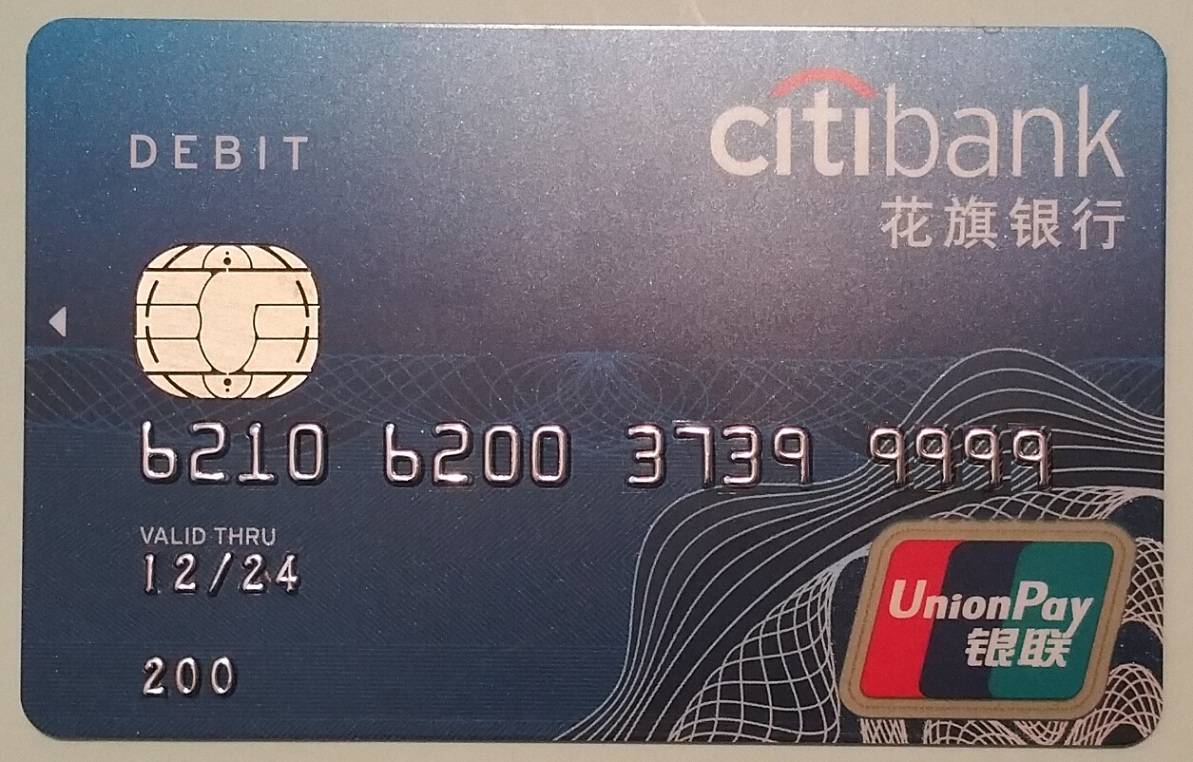 DEBIT
citibank
花旗银行
6210 6200 3739 9999
VALID THRU
12/24
200
UnionPay
银联